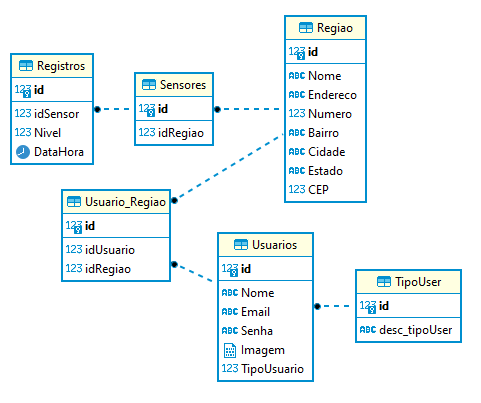 Regiao
123 id
ABC Nome
ABC Endereco
123 Numero
ABC Bairro
ABC Cidade
ABC Estado
123 CEP
Registros
123 id
123 idSensor
123 Nivel
DataHora
Sensores
123 id
123 idRegiao
Usuario_Regiao
123 id
123 idUsuario
123 idRegiao
Usuarios
123 id
ABC Nome
ABC Email
ABC Senha
Imagem
123 TipoUsuario
TipoUser
123 id
ABC desc_tipoUser